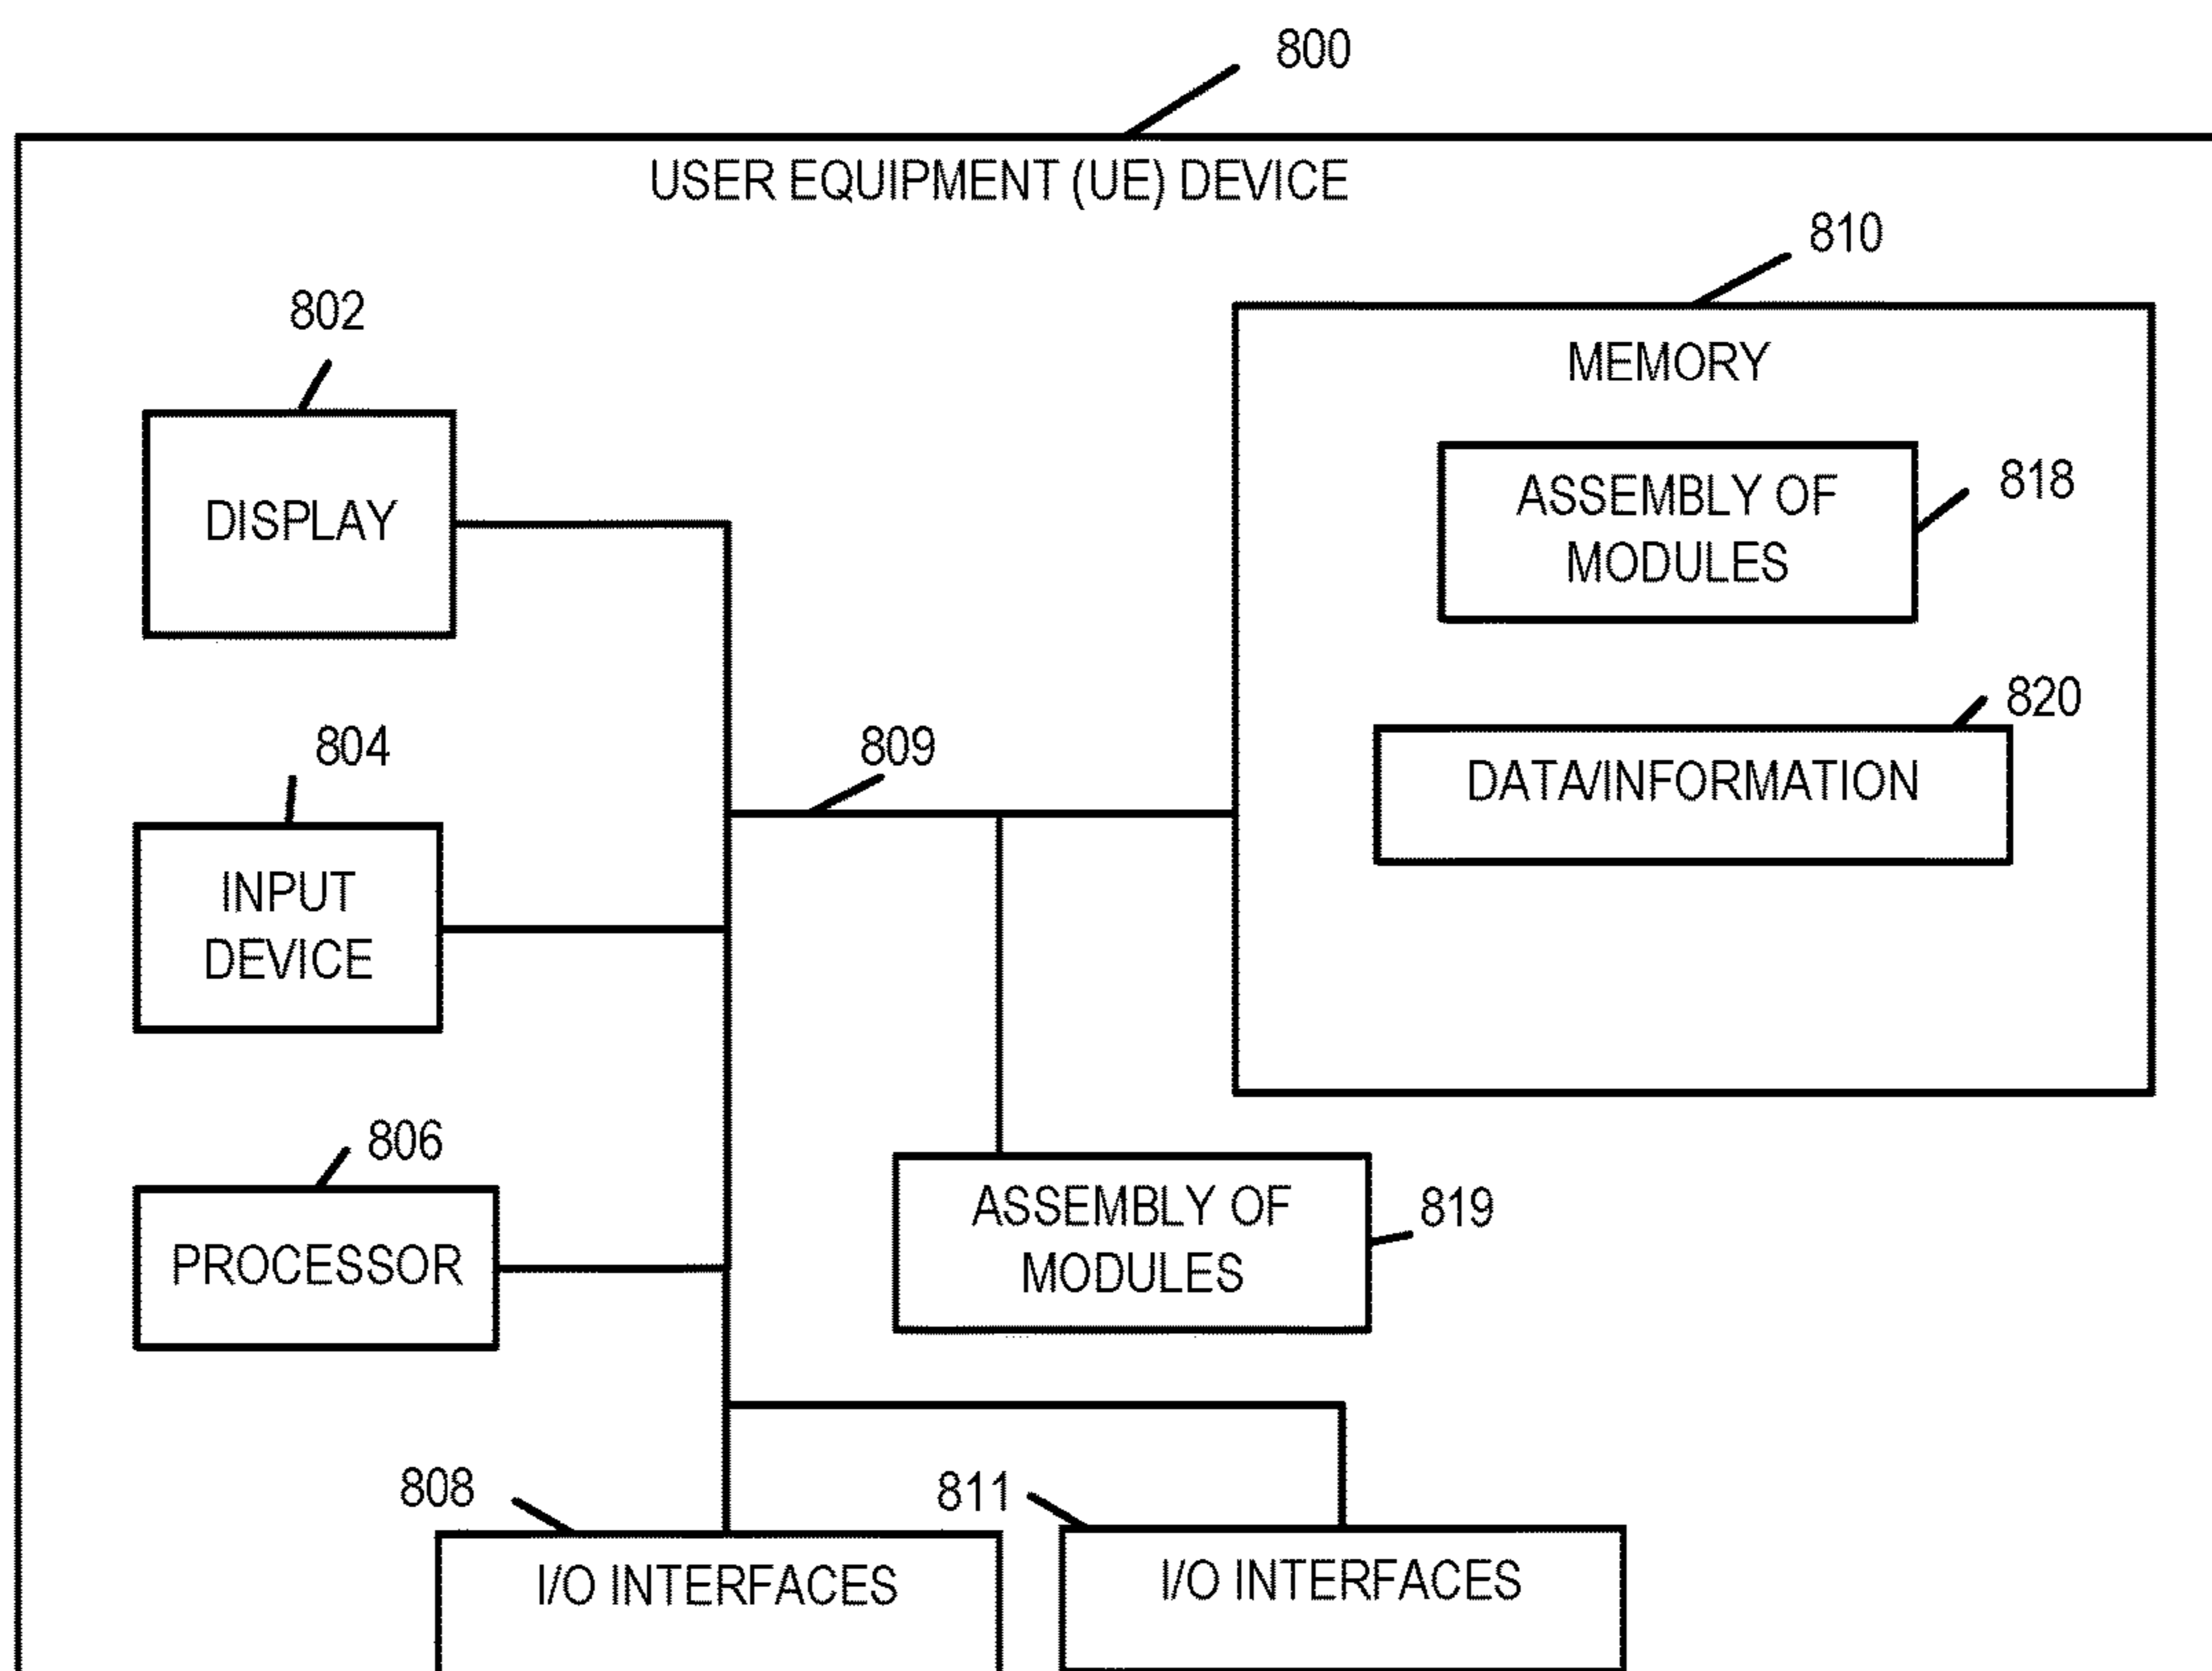 800
USER EQUIPMENT (UE) DEVICE
810
802
MEMORY
ASSEMBLY OF
MODULES
818
DISPLAY
820
804
809
DATA/INFORMATION
INPUT
DEVICE
806
819
ASSEMBLY OF
MODULES
PROCESSOR
808
811
I/O INTERFACES
I/O INTERFACES